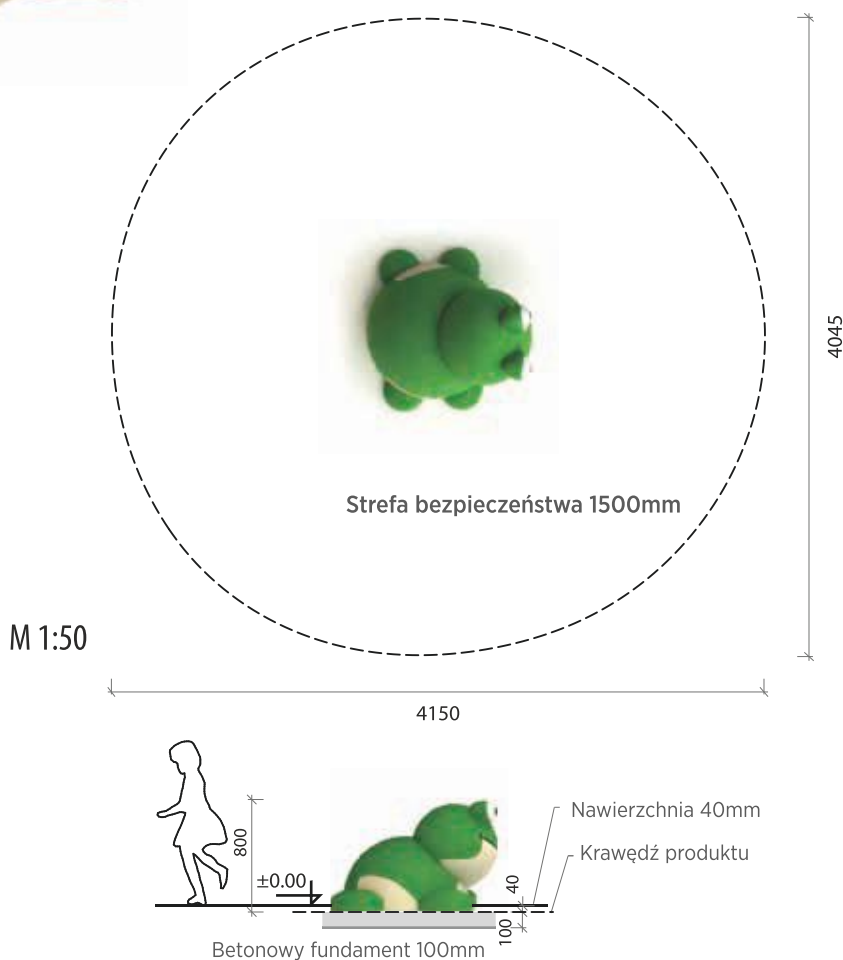 4045
Strefa bezpieczeństwa 1500mm
M 1:50
4150
Nawierzchnia 40mm
800
Krawędź produktu
±0.00
40
100
Betonowy fundament 100mm